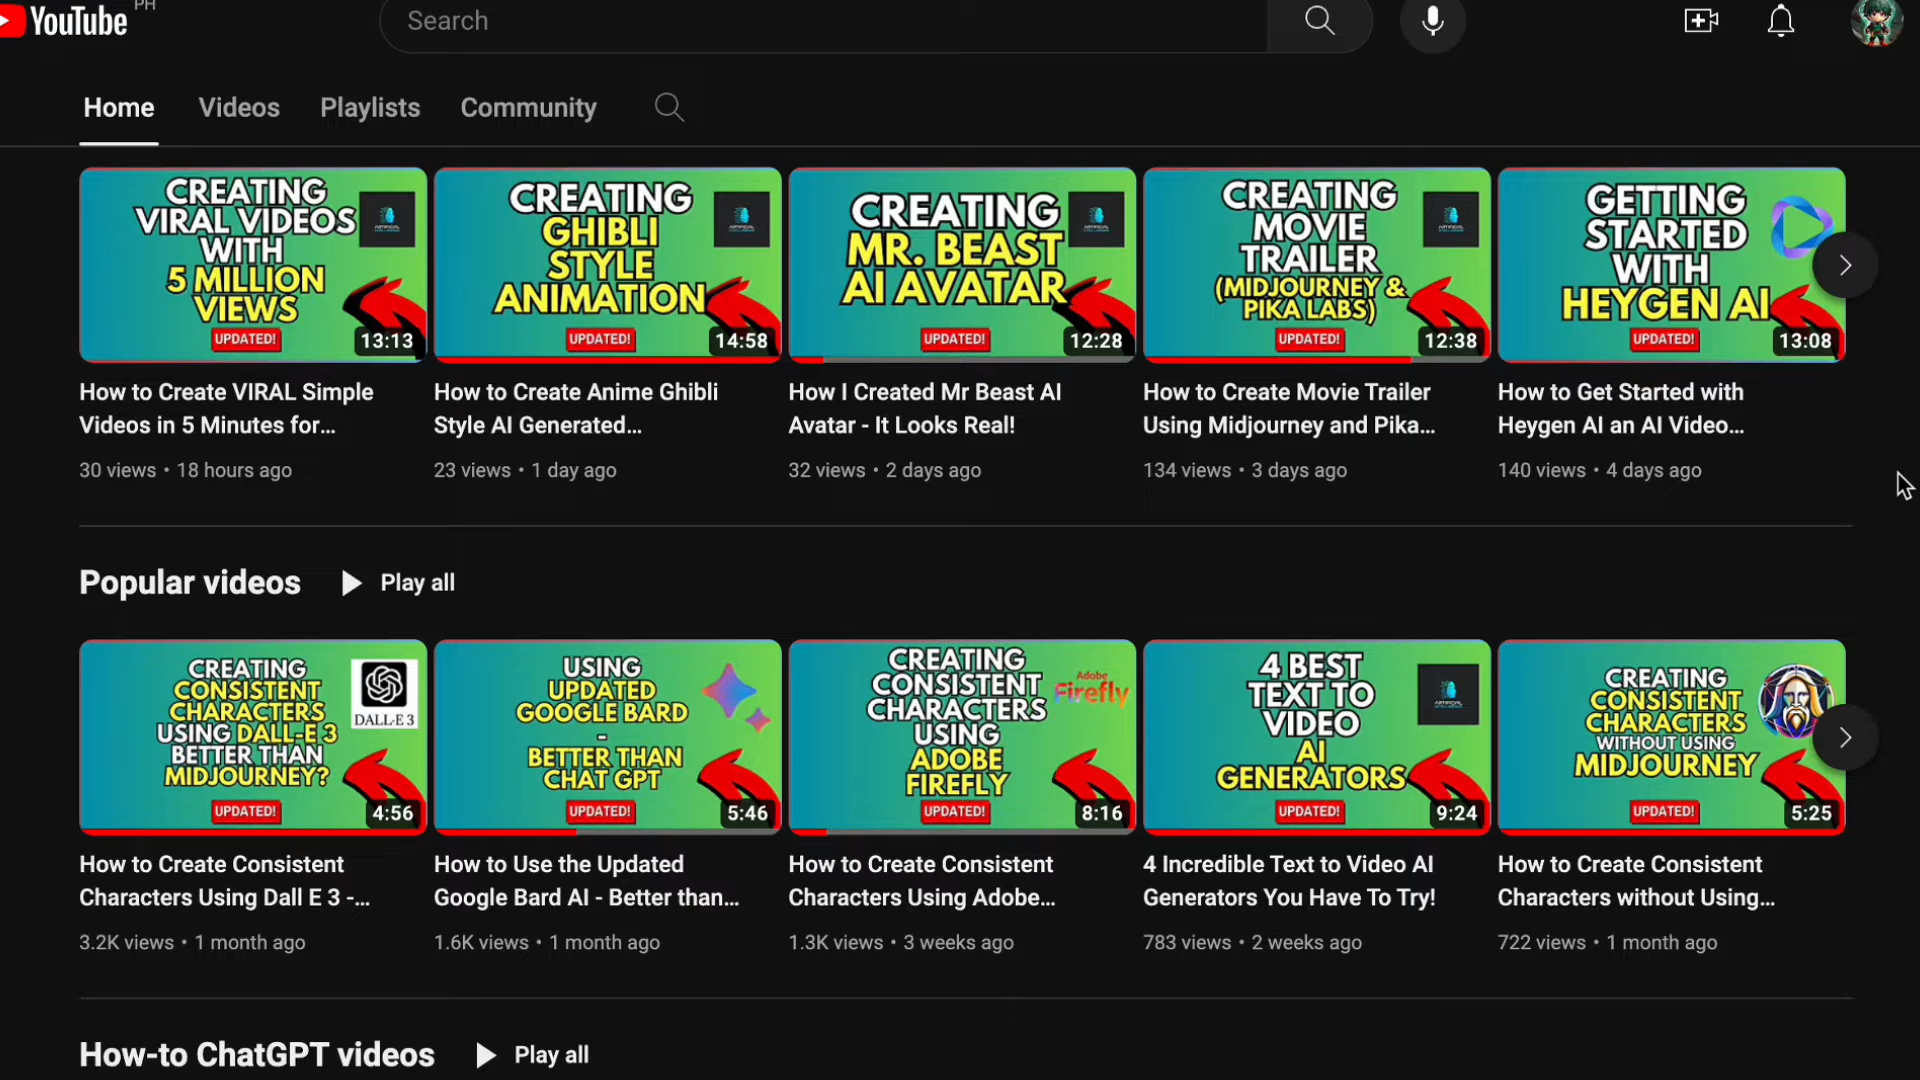 YouTube PH
Search
Home Videos Playlists Community
CREATING
VIRAL VIDEOS
WITH
5 MILLION
VIEWS
UPDATED!
13:13
CREATING
GHIBLI
STYLE
ANIMATION
UPDATED!
14:58
CREATING
MR. BEAST
AI AVATAR
UPDATED!
12:28
CREATING
MOVIE
TRAILER
(MIDJOURNEY &
PIKA LABS)
UPDATED!
12:38
GETTING
STARTED
WITH
HEYGEN AI
UPDATED!
13:08
How to Create VIRAL Simple
Videos in 5 Minutes for...
30 views • 18 hours ago
How to Create Anime Ghibli
Style AI Generated...
23 views • 1 day ago
How I Created Mr Beast AI
Avatar - It Looks Real!
32 views • 2 days ago
How to Create Movie Trailer
Using Midjourney and Pika...
134 views • 3 days ago
How to Get Started with
Heygen AI an AI Video...
140 views • 4 days ago
Popular videos Play all
CREATING
CONSISTENT
CHARACTERS
USING DALL-E 3
BETTER THAN
MIDJOURNEY?
DALL·E 3
UPDATED!
4:56
USING
UPDATED
GOOGLE BARD
-
BETTER THAN
CHAT GPT
UPDATED!
5:46
CREATING
CONSISTENT
CHARACTERS
USING
ADOBE
FIREFLY
Adobe
Firefly
UPDATED!
8:16
4 BEST
TEXT TO
VIDEO
AI
GENERATORS
UPDATED!
9:24
CREATING
CONSISTENT
CHARACTERS
WITHOUT USING
MIDJOURNEY
UPDATED!
5:25
How to Create Consistent
Characters Using Dall E 3 -...
3.2K views • 1 month ago
How to Use the Updated
Google Bard AI - Better than...
1.6K views • 1 month ago
How to Create Consistent
Characters Using Adobe...
1.3K views • 3 weeks ago
4 Incredible Text to Video AI
Generators You Have To Try!
783 views • 2 weeks ago
How to Create Consistent
Characters without Using...
722 views • 1 month ago
How-to ChatGPT videos Play all